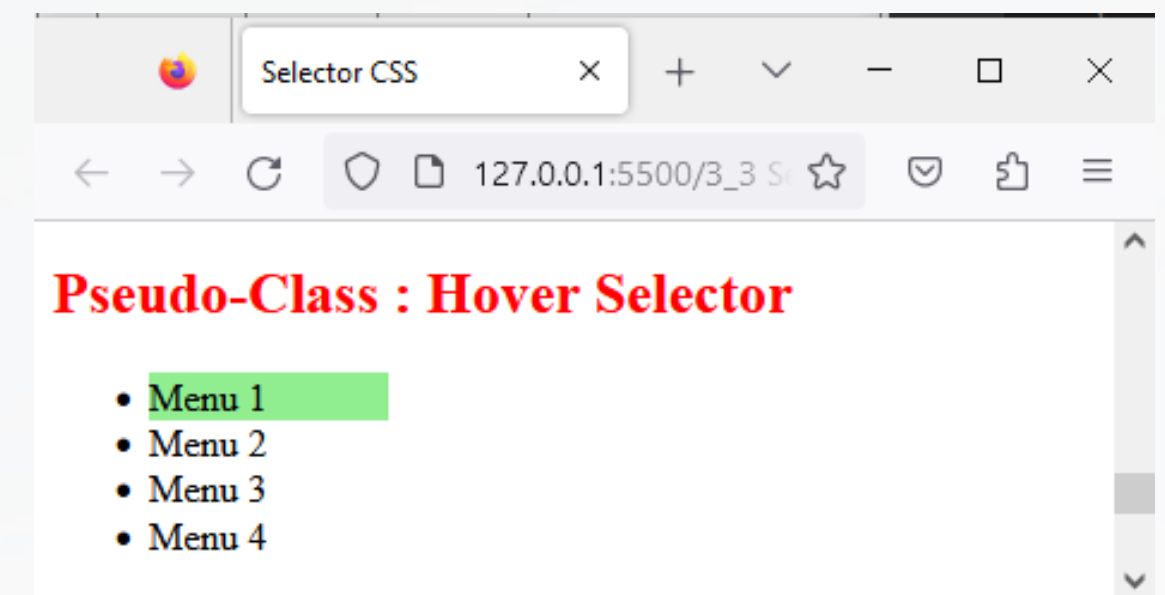 Selector CSS
127.0.0.1:5500/3_3 S
Pseudo-Class : Hover Selector
Menu 1
Menu 2
Menu 3
Menu 4